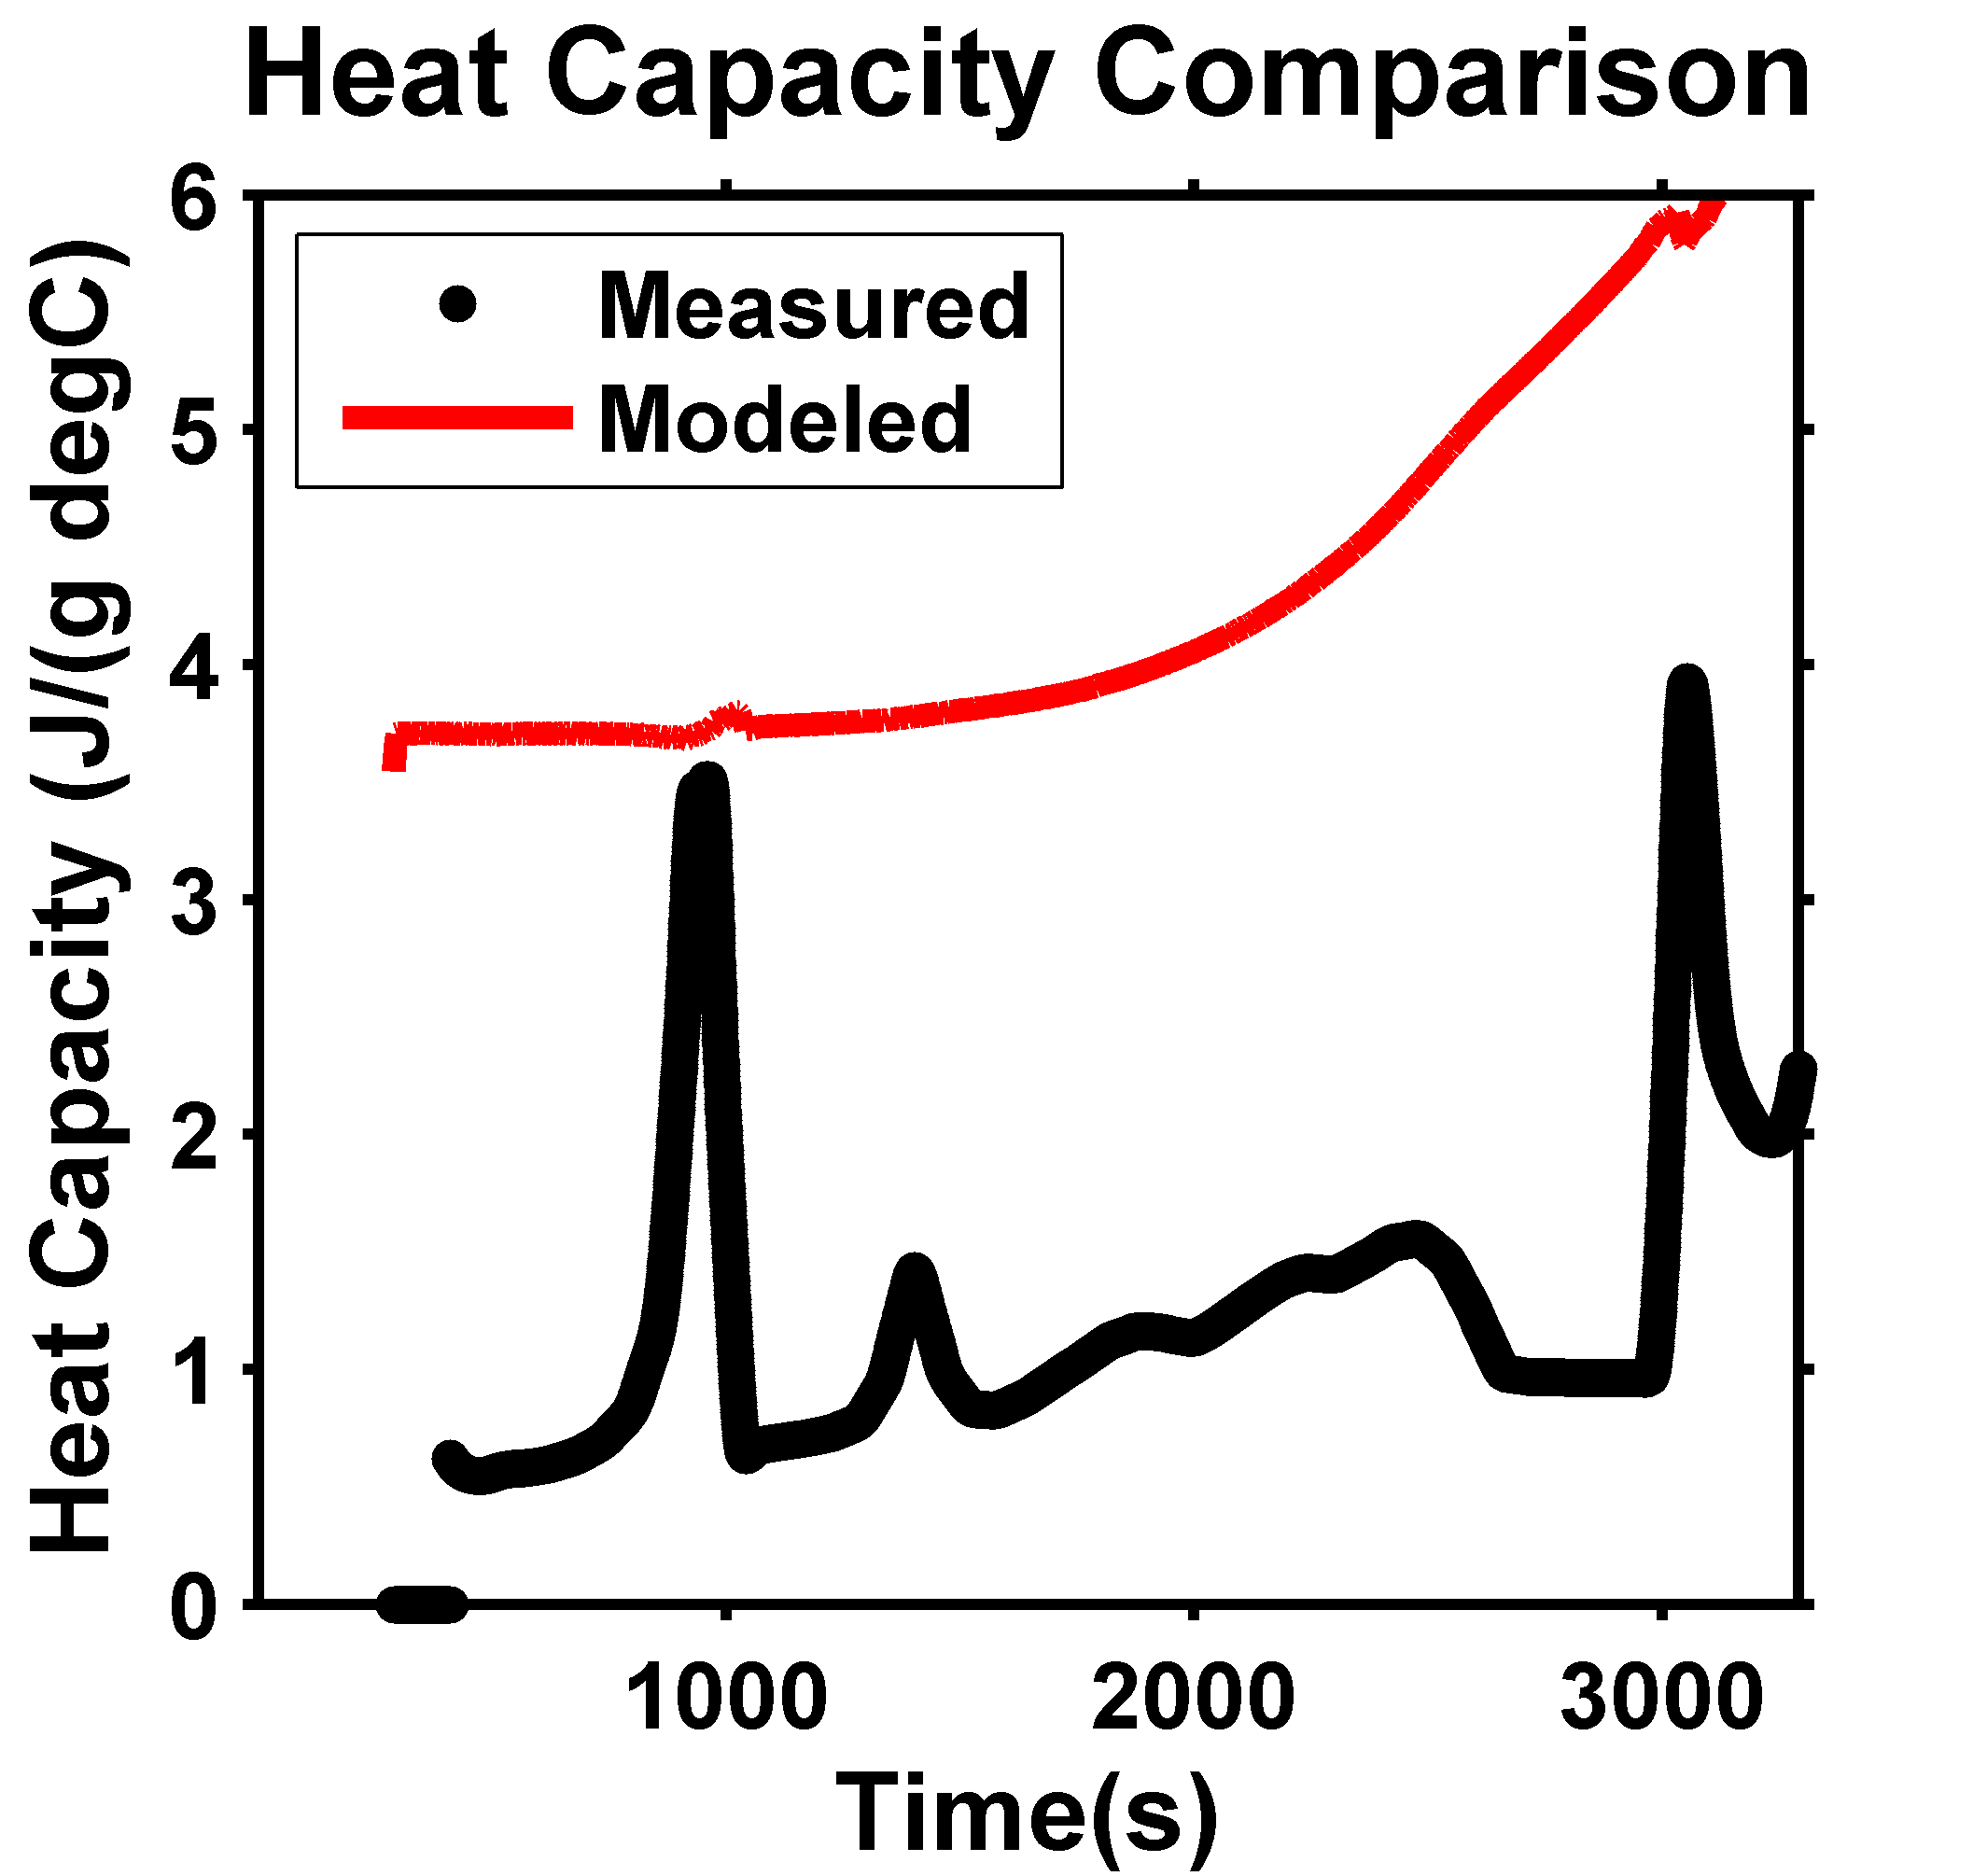 Heat Capacity Comparison
Measured
Modeled
Heat Capacity (J/(g degC)
6
5
4
3
2
1
0
1000 2000 3000
Time(s)